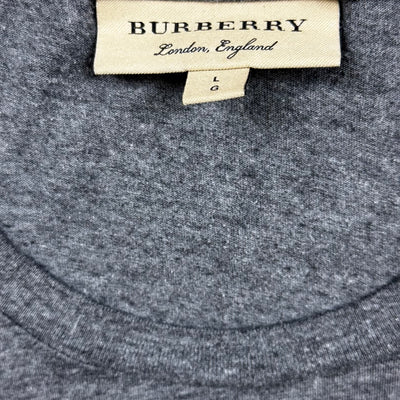 BURBERRY
London, England
L
G